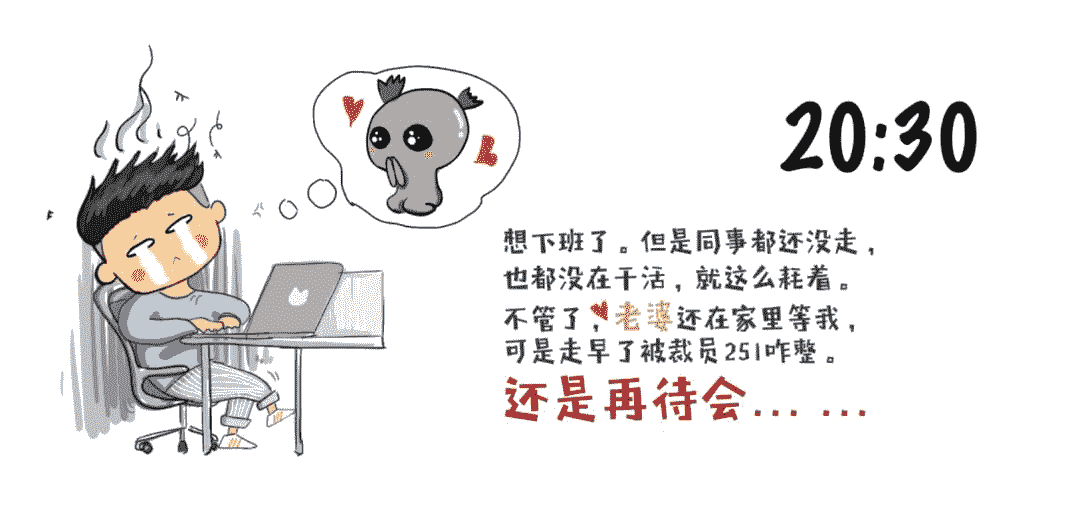 20:30
想下班了。但是同事都还没走，
也都没在干活，就这么耗着。
不管了，老婆还在家里等我，
可是走早了被裁员251咋整。
还是再待会... ...